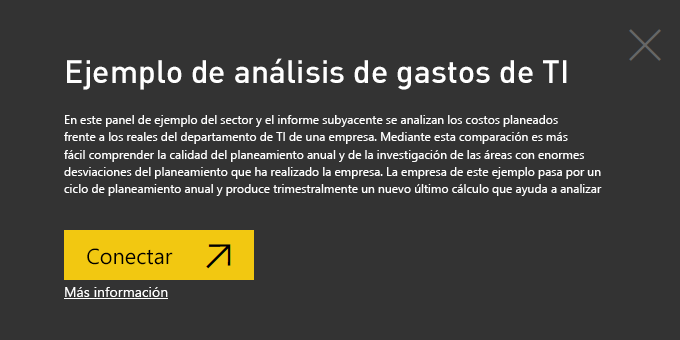 Ejemplo de análisis de gastos de TI
En este panel de ejemplo del sector y el informe subyacente se analizan los costos planeados
frente a los reales del departamento de TI de una empresa. Mediante esta comparación es más
fácil comprender la calidad del planeamiento anual y de la investigación de las áreas con enormes
desviaciones del planeamiento que ha realizado la empresa. La empresa de este ejemplo pasa por un
ciclo de planeamiento anual y produce trimestralmente un nuevo último cálculo que ayuda a analizar
Conectar
Más información